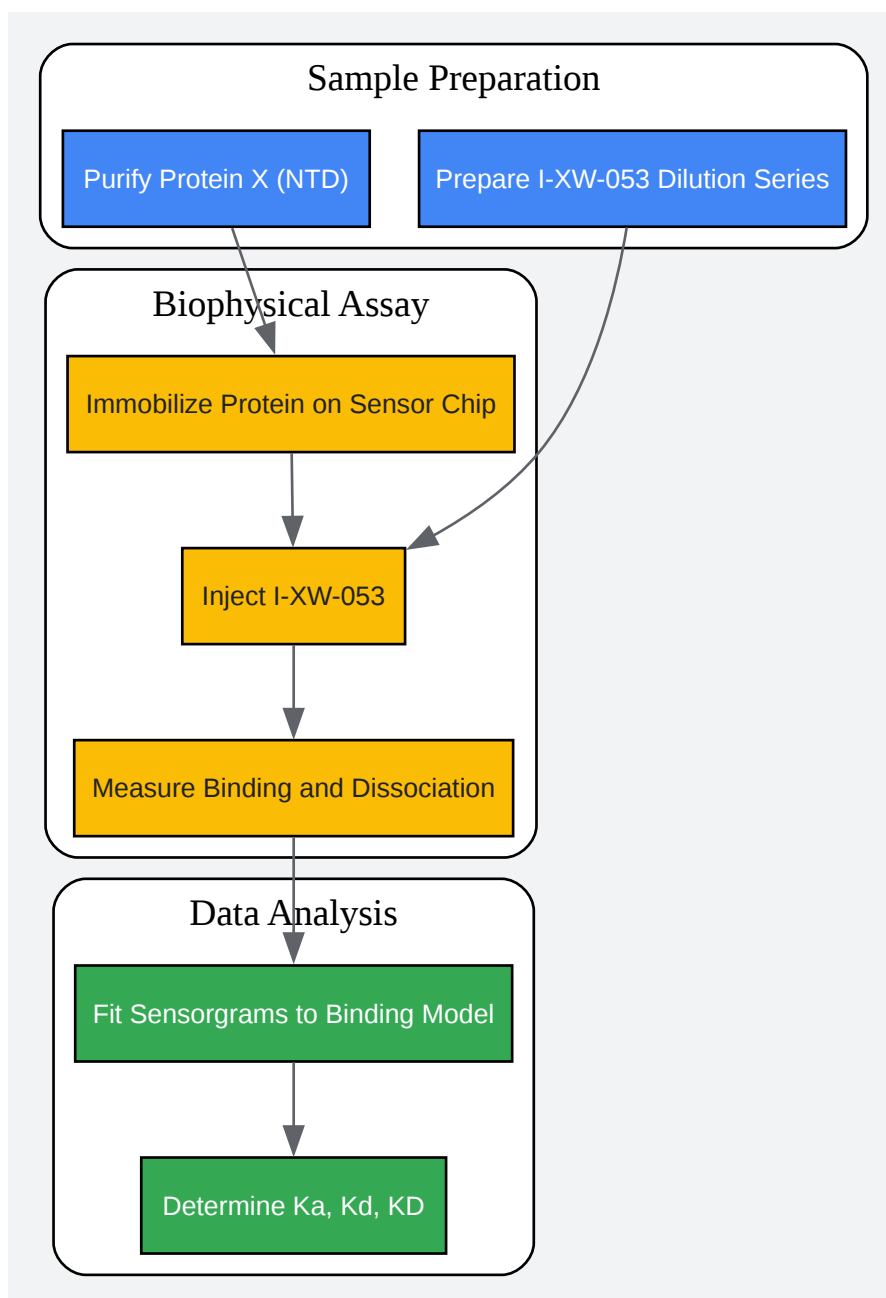 Sample Preparation
Purify Protein X (NTD)
Prepare I-XW-053 Dilution Series
Biophysical Assay
Immobilize Protein on Sensor Chip
Inject I-XW-053
Measure Binding and Dissociation
Data Analysis
Fit Sensorgrams to Binding Model
Determine Ka, Kd, KD